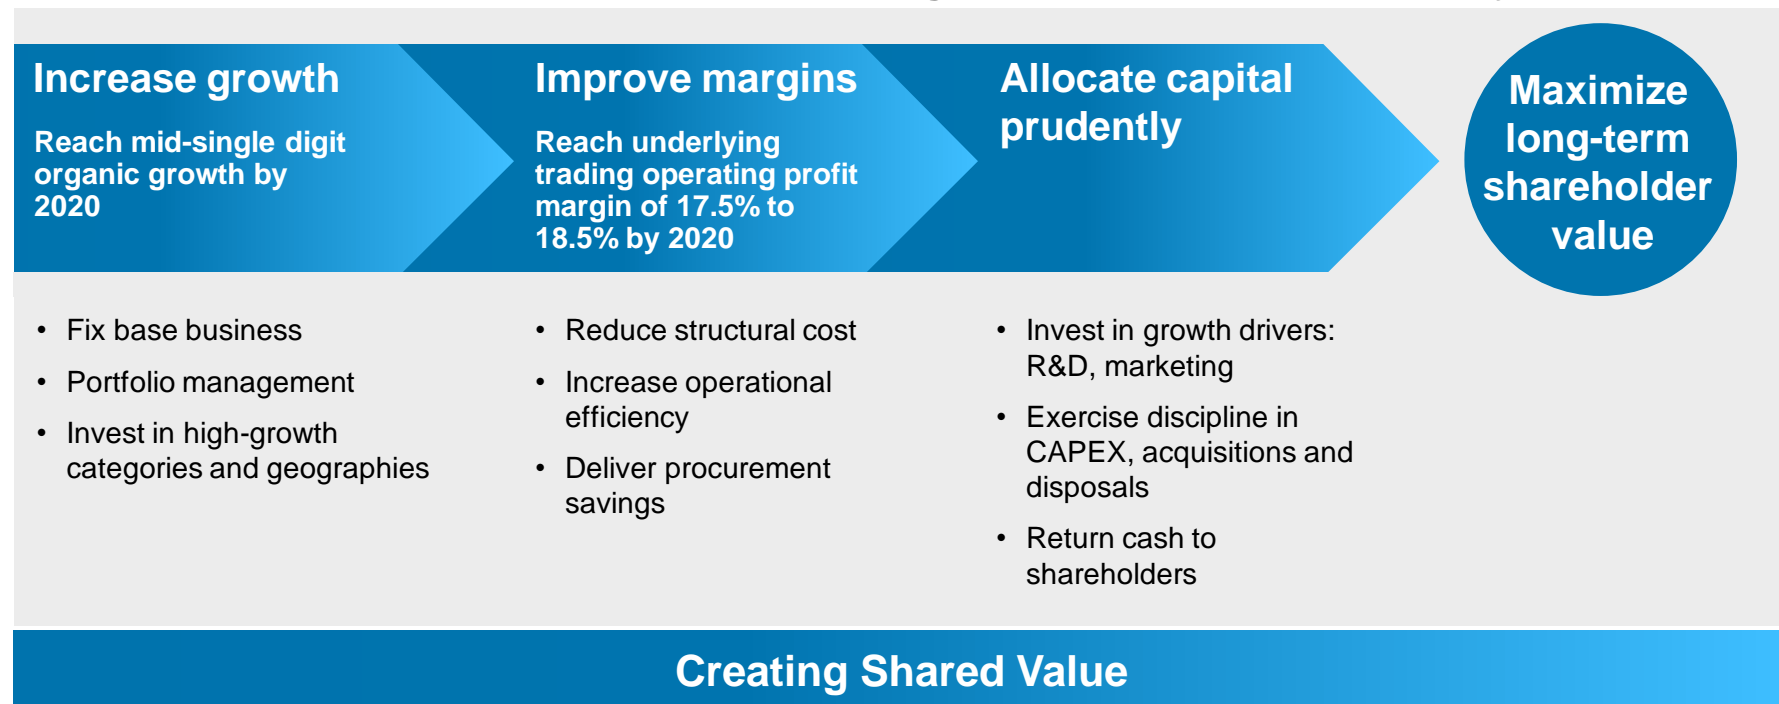 Increase growth
Reach mid-single digit
organic growth by
2020
Improve margins
Reach underlying
trading operating profit
margin of 17.5% to
18.5% by 2020
Allocate capital
prudently
Maximize
long-term
shareholder
value
• Fix base business
• Portfolio management
• Invest in high-growth
categories and geographies
• Reduce structural cost
• Increase operational
efficiency
• Deliver procurement
savings
• Invest in growth drivers:
R&D, marketing
• Exercise discipline in
CAPEX, acquisitions and
disposals
• Return cash to
shareholders
Creating Shared Value